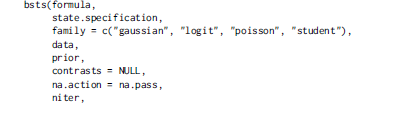 bsts(formula,
state.specification,
family = c("gaussian", "logit", "poisson", "student"),
data,
prior,
contrasts = NULL,
na.action = na.pass,
niter,